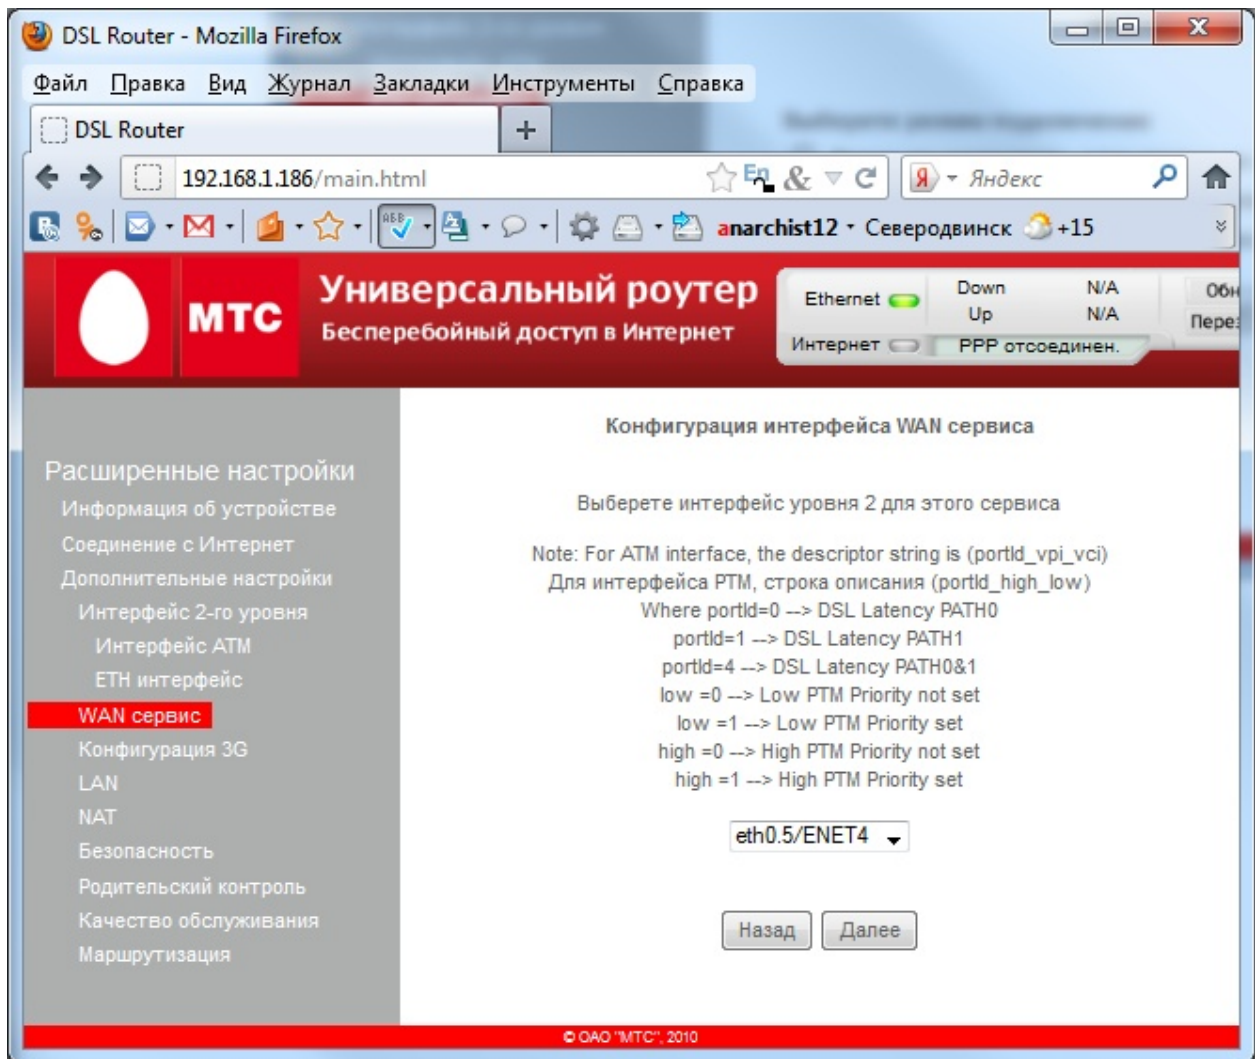 DSL Router - Mozilla Firefox
Файл Правка Вид Журнал Закладки Инструменты Справка
DSL Router
192.168.1.186/main.html
Яндекс
anarchist12 Северодвинск +15
МТС
Универсальный роутер
Бесперебойный доступ в Интернет
Ethernet
Down N/A
Up N/A
Интернет
PPP отсоединен.
Обн
Перез
Расширенные настройки
Информация об устройстве
Соединение с Интернет
Дополнительные настройки
Интерфейс 2-го уровня
Интерфейс ATM
ETH интерфейс
WAN сервис
Конфигурация 3G
LAN
NAT
Безопасность
Родительский контроль
Качество обслуживания
Маршрутизация
Конфигурация интерфейса WAN сервиса
Выберете интерфейс уровня 2 для этого сервиса
Note: For ATM interface, the descriptor string is (portId_vpi_vci)
Для интерфейса PTM, строка описания (portId_high_low)
Where portId=0 --> DSL Latency PATH0
portId=1 --> DSL Latency PATH1
portId=4 --> DSL Latency PATH0&1
low =0 --> Low PTM Priority not set
low =1 --> Low PTM Priority set
high =0 --> High PTM Priority not set
high =1 --> High PTM Priority set
eth0.5/ENET4
Назад Далее
© ОАО "МТС", 2010